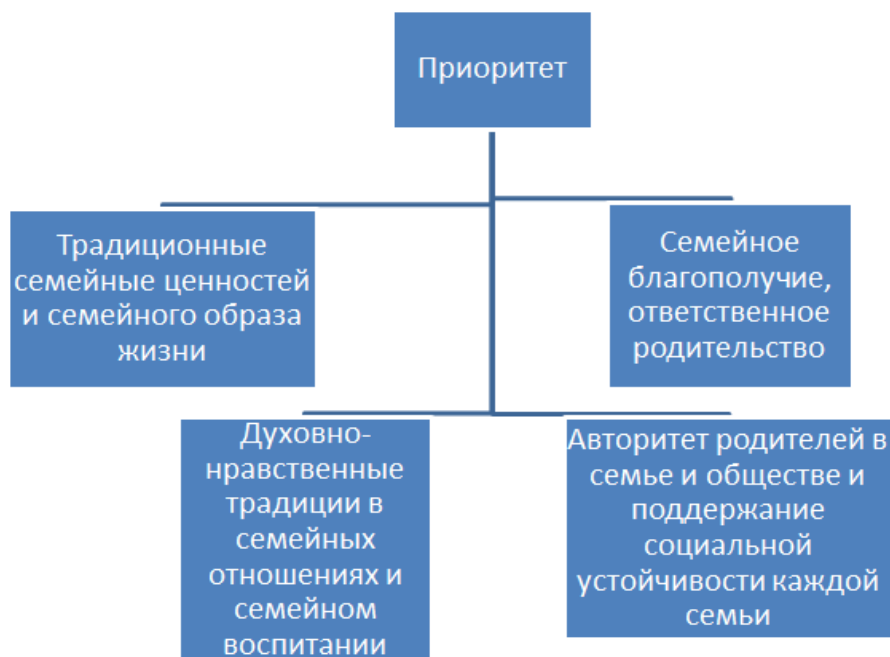 Приоритет
Традиционные
семейные ценностей
и семейного образа
жизни
Семейное
благополучие,
ответственное
родительство
Духовно-
нравственные
традиции в
семейных
отношениях и
семейном
воспитании
Авторитет родителей в
семье и обществе и
поддержание
социальной
устойчивости каждой
семьи